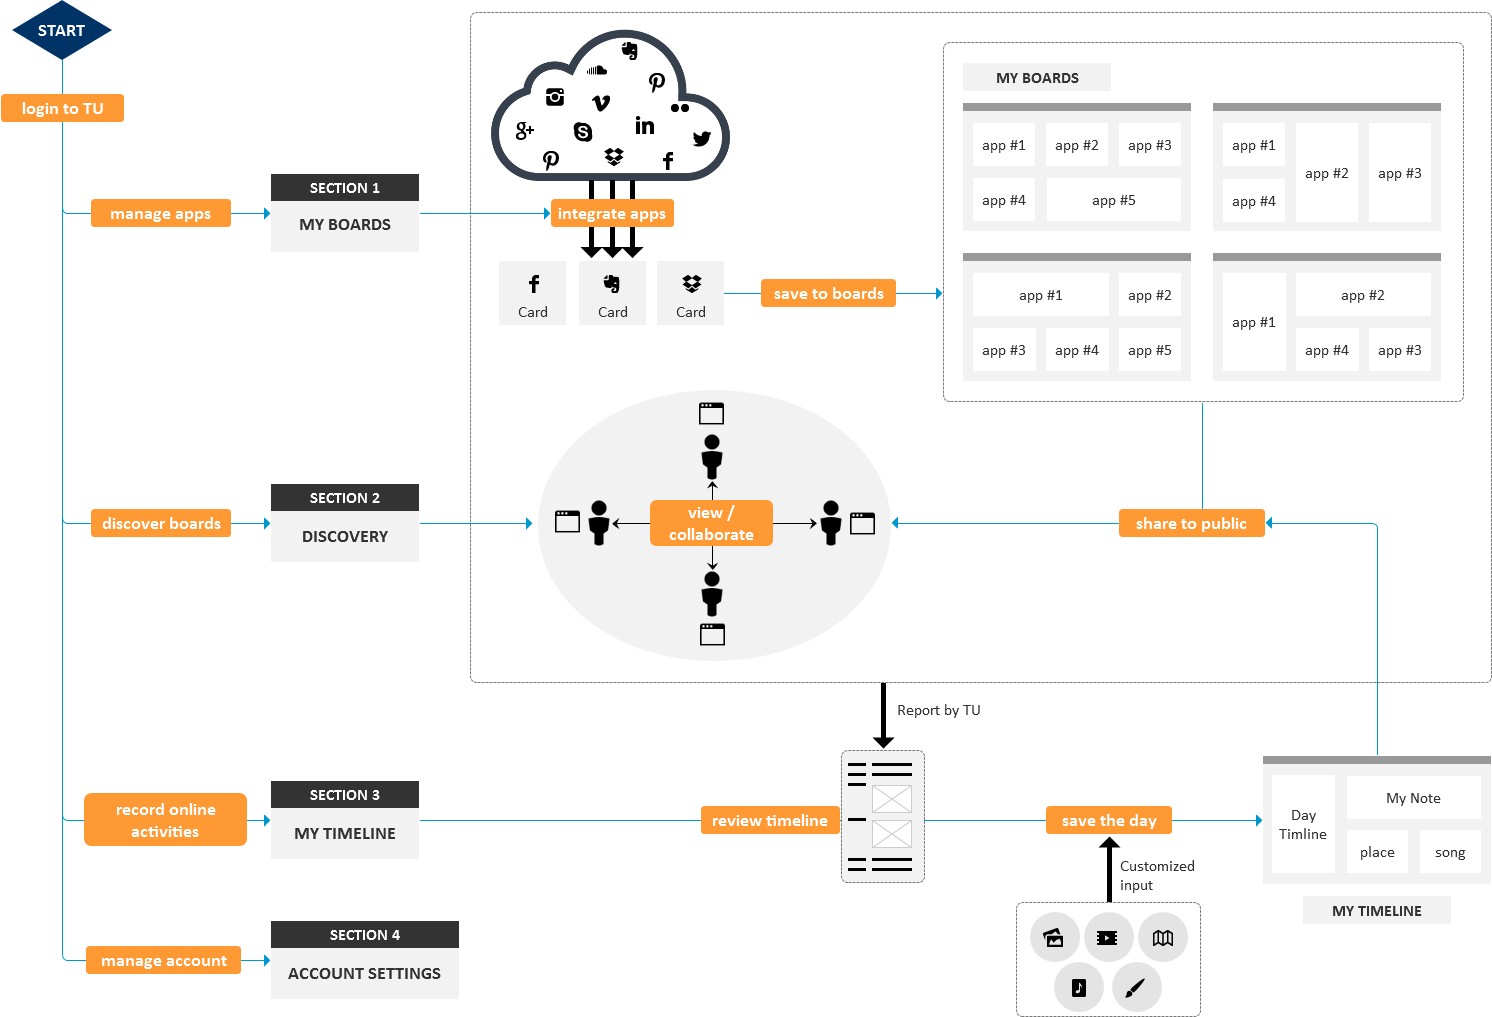 START
login to TU
manage apps
SECTION 1
MY BOARDS
integrate apps
Card
Card
Card
save to boards
MY BOARDS
app #1
app #2
app #3
app #4
app #5
app #1
app #2
app #3
app #4
app #1
app #2
app #3
app #4
app #5
app #1
app #2
app #4
app #3
discover boards
SECTION 2
DISCOVERY
view /
collaborate
share to public
Report by TU
record online
activities
SECTION 3
MY TIMELINE
review timeline
save the day
Customized
input
Day
Timline
My Note
place
song
MY TIMELINE
manage account
SECTION 4
ACCOUNT SETTINGS